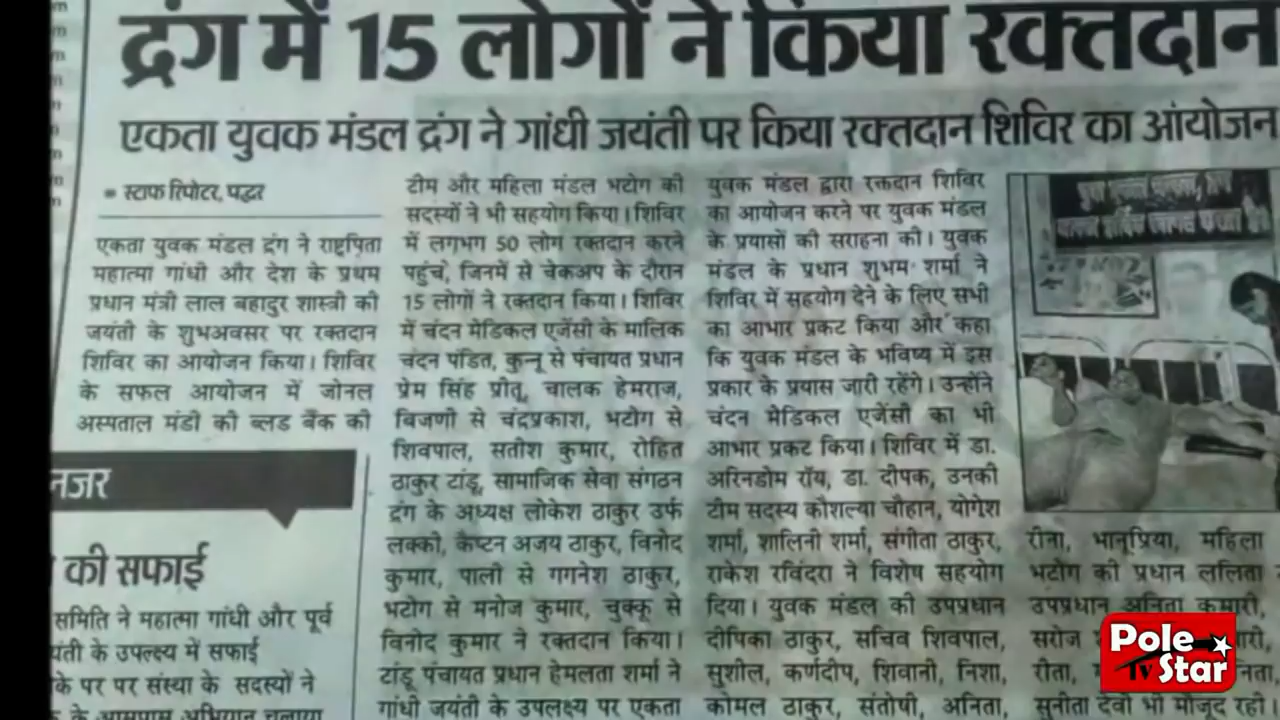 द्रंग में 15 लोगों ने किया रक्तदान
एकता युवक मंडल द्रंग ने गांधी जयंती पर किया रक्तदान शिविर का आंयोजन
स्टाफ रिपोटर, पद्धर
एकता युवक मंडल द्रंग ने राष्ट्रपिता
महात्मा गांधी और देश के प्रथम
प्रधान मंत्री लाल बहादुर शास्त्री की
जयंती के शुभअवसर पर रक्तदान
शिविर का आयोजन किया। शिविर
के सफल आयोजन में जोनल
अस्पताल मंडी की ब्लड बैंक की
टीम और महिला मंडल भटोग की
सदस्यों ने भी सहयोग किया। शिविर
में लगभग 50 लोग रक्तदान करने
पहुंचे, जिनमें से चेकअप के दौरान
15 लोगों ने रक्तदान किया। शिविर
में चंदन मेडिकल एजेंसी के मालिक
चंदन पंडित, कुन्नू से पंचायत प्रधान
प्रेम सिंह प्रीतू, चालक हेमराज,
बिजणी से चंद्रप्रकाश, भटोग से
शिवपाल, सतीश कुमार, रोहित
ठाकुर टांडू, सामाजिक सेवा संगठन
द्रंग के अध्यक्ष लोकेश ठाकुर उर्फ
लक्की, कैप्टन अजय ठाकुर, विनोद
कुमार, पाली से गगनेश ठाकुर,
भटोग से मनोज कुमार, चुक्कू से
विनोद कुमार ने रक्तदान किया।
टांडू पंचायत प्रधान हेमलता शर्मा ने
गांधी जयंती के उपलक्ष्य पर एकता
युवक मंडल द्वारा रक्तदान शिविर
का आयोजन करने पर युवक मंडल
के प्रयासों की सराहना की। युवक
मंडल के प्रधान शुभम शर्मा ने
शिविर में सहयोग देने के लिए सभी
का आभार प्रकट किया और कहा
कि युवक मंडल के भविष्य में इस
प्रकार के प्रयास जारी रहेंगे। उन्होंने
चंदन मेडिकल एजेंसी का भी
आभार प्रकट किया। शिविर में डा.
अरिनडोम रॉय, डा. दीपक, उनकी
टीम सदस्य कौशल्या चौहान, योगेश
शर्मा, शालिनी शर्मा, संगीता ठाकुर,
राकेश रविंदरा ने विशेष सहयोग
दिया। युवक मंडल की उपप्रधान
दीपिका ठाकुर, सचिव शिवपाल,
सुशील, कर्णदीप, शिवानी, निशा,
कोमल ठाकुर, संतोषी, अनिता,
रीना, भानूप्रिया, महिला
भटोग की प्रधान ललिता
उपप्रधान अनिता कुमारी,
सरोज
रीता,
सुनीता देवी भी मौजूद रही।
नजर
की सफाई
समिति ने महात्मा गांधी और पूर्व
यंती के उपलक्ष्य में सफाई
के पर पर संस्था के सदस्यों ने
के आसपास अभियान चलाया
Pole
TV Star